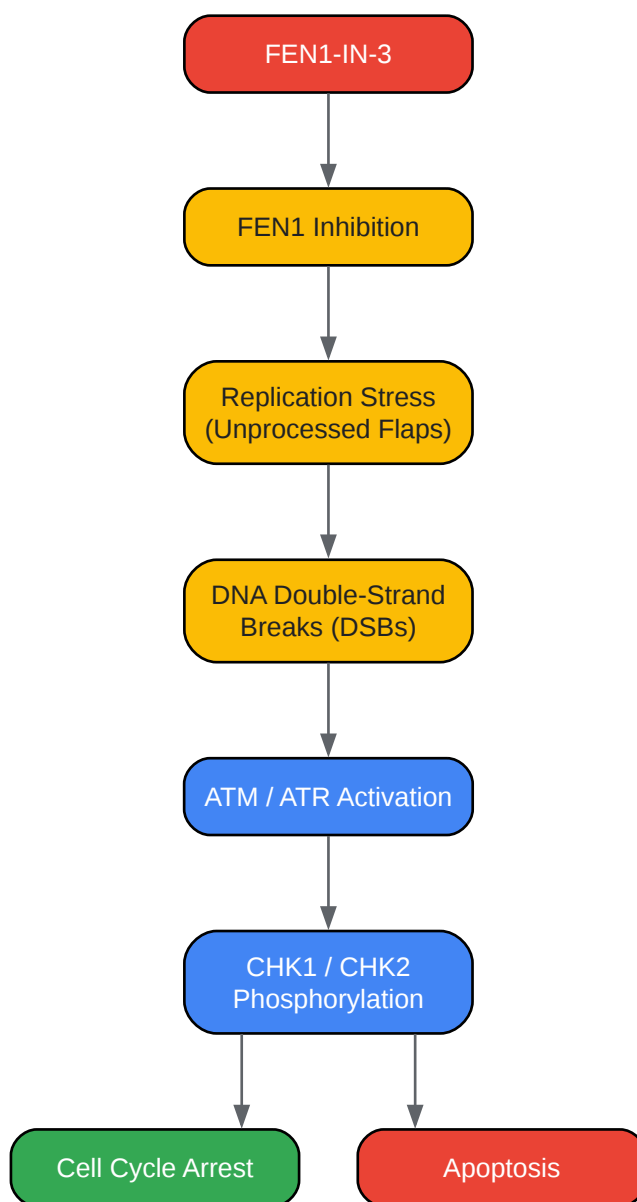 FEN1-IN-3
FEN1 Inhibition
Replication Stress
(Unprocessed Flaps)
DNA Double-Strand
Breaks (DSBs)
ATM / ATR Activation
CHK1 / CHK2
Phosphorylation
Cell Cycle Arrest
Apoptosis